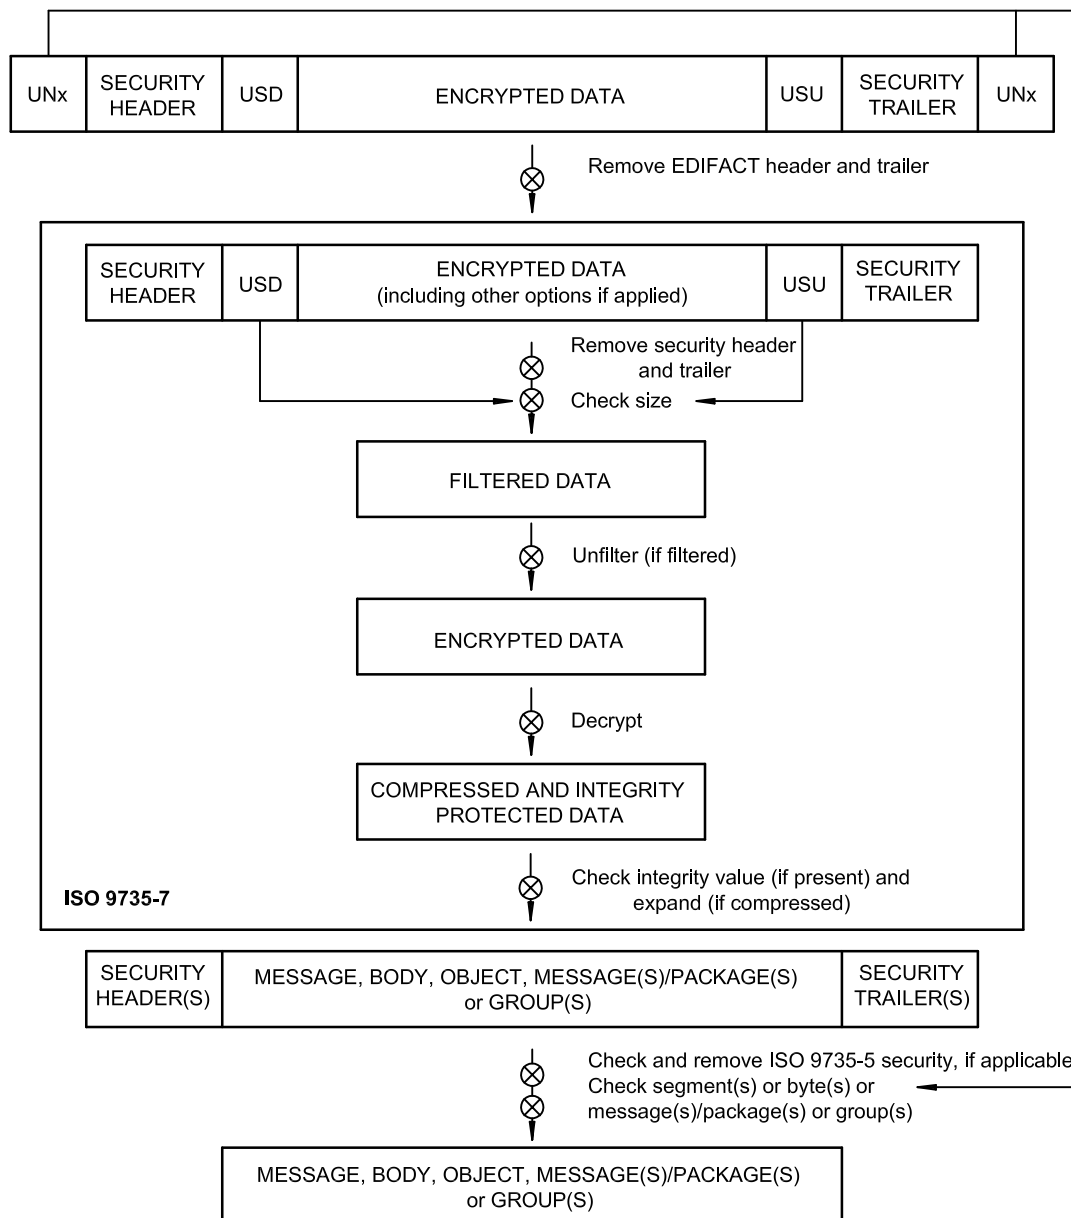 UNx
SECURITY
HEADER
USD
ENCRYPTED DATA
USU
SECURITY
TRAILER
UNx
Remove EDIFACT header and trailer
SECURITY
HEADER
USD
ENCRYPTED DATA
(including other options if applied)
USU
SECURITY
TRAILER
Remove security header
and trailer
Check size
FILTERED DATA
Unfilter (if filtered)
ENCRYPTED DATA
Decrypt
COMPRESSED AND INTEGRITY
PROTECTED DATA
Check integrity value (if present) and
expand (if compressed)
ISO 9735-7
SECURITY
HEADER(S)
MESSAGE, BODY, OBJECT, MESSAGE(S)/PACKAGE(S)
or GROUP(S)
SECURITY
TRAILER(S)
Check and remove ISO 9735-5 security, if applicable
Check segment(s) or byte(s) or
message(s)/package(s) or group(s)
MESSAGE, BODY, OBJECT, MESSAGE(S)/PACKAGE(S)
or GROUP(S)